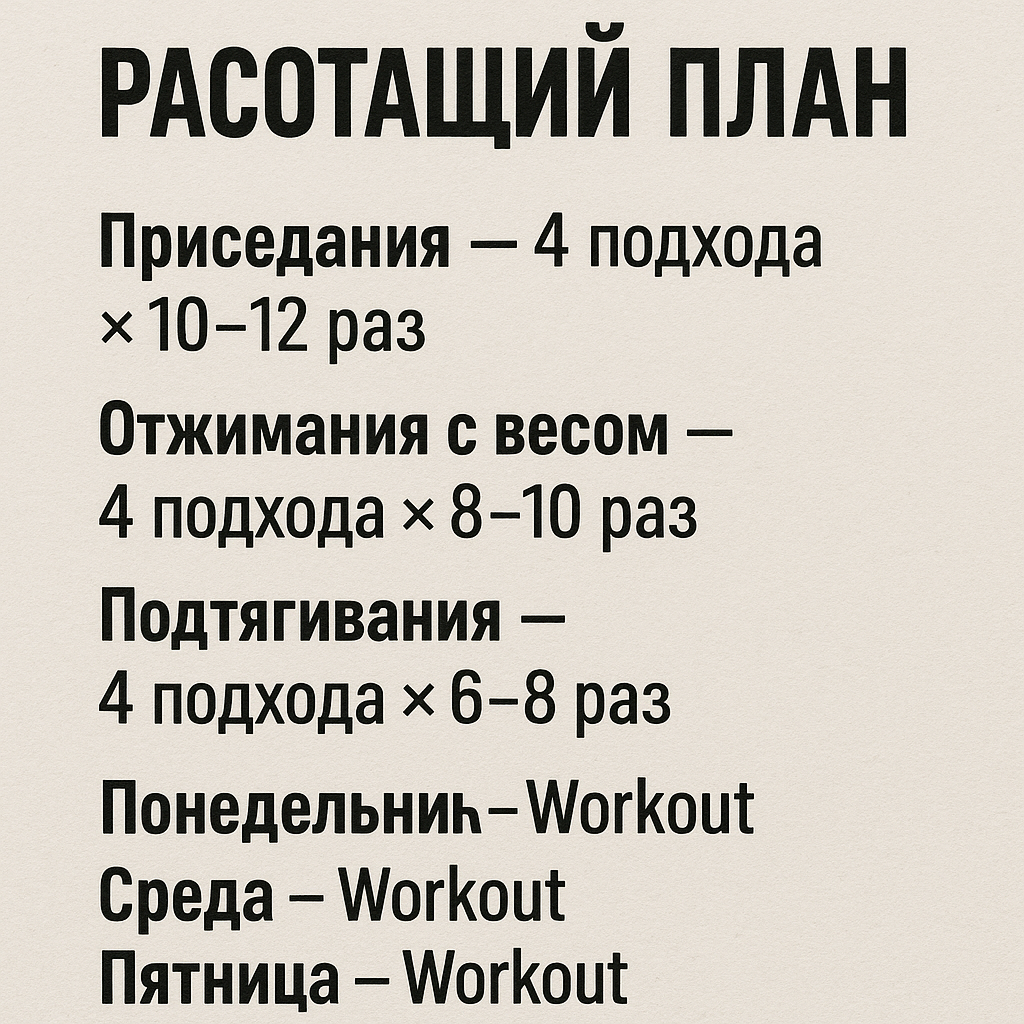 РАСОТАЩИЙ ПЛАН
Приседания — 4 подхода
× 10–12 раз
Отжимания с весом —
4 подхода × 8–10 раз
Подтягивания —
4 подхода × 6–8 раз
Понедельниһ–Workout
Среда – Workout
Пятница – Workout